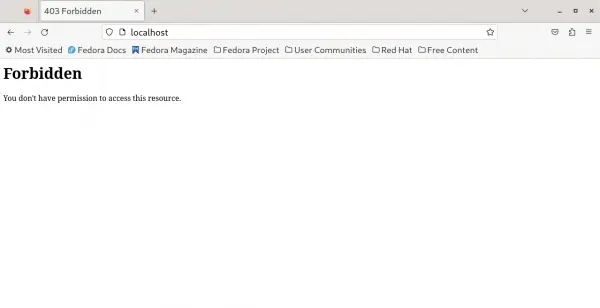 403 Forbidden
localhost
Most Visited Fedora Docs Fedora Magazine Fedora Project User Communities Red Hat Free Content
Forbidden
You don't have permission to access this resource.